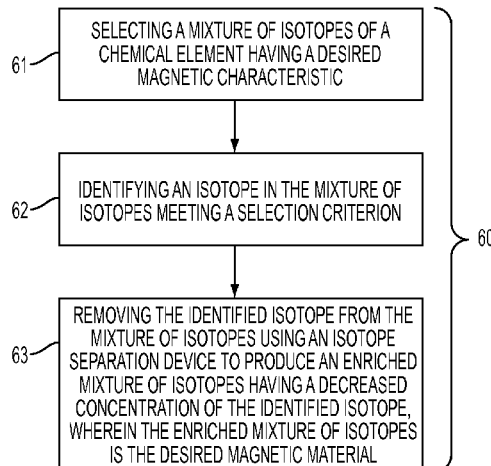 SELECTING A MIXTURE OF ISOTOPES OF A
CHEMICAL ELEMENT HAVING A DESIRED
MAGNETIC CHARACTERISTIC
61
IDENTIFYING AN ISOTOPE IN THE MIXTURE OF
ISOTOPES MEETING A SELECTION CRITERION
62
60
REMOVING THE IDENTIFIED ISOTOPE FROM THE
MIXTURE OF ISOTOPES USING AN ISOTOPE
SEPARATION DEVICE TO PRODUCE AN ENRICHED
MIXTURE OF ISOTOPES HAVING A DECREASED
CONCENTRATION OF THE IDENTIFIED ISOTOPE,
WHEREIN THE ENRICHED MIXTURE OF ISOTOPES
IS THE DESIRED MAGNETIC MATERIAL
63